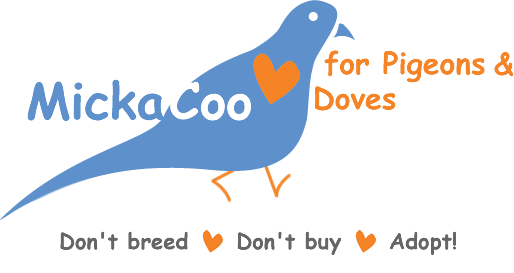 for Pigeons &
MickaCoo Doves
Don't breed Don't buy Adopt!